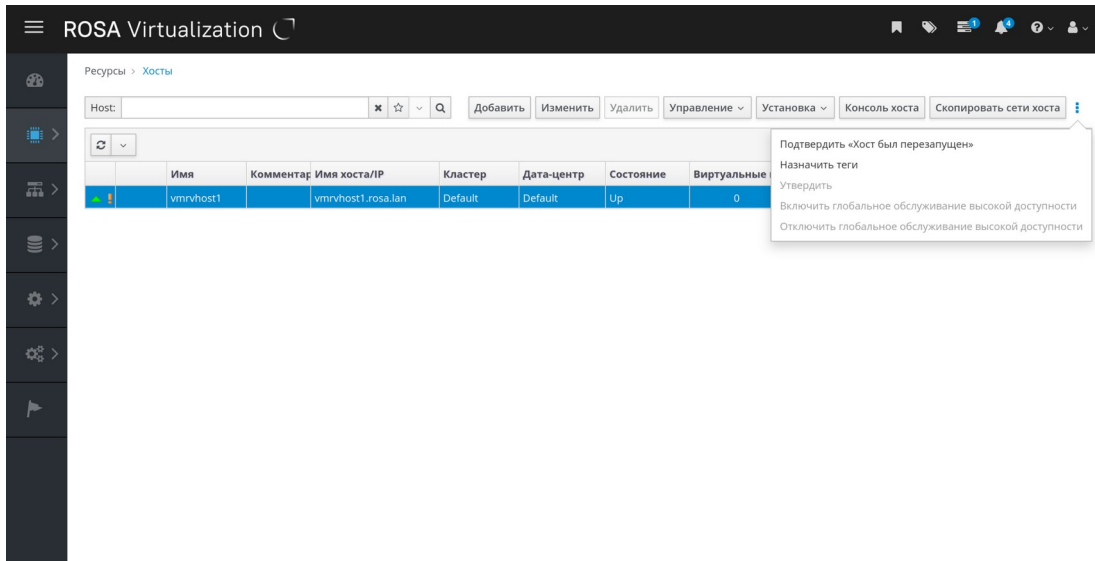 ROSA Virtualization
1
4
Ресурсы > Хосты
Host:
Добавить Изменить Удалить Управление Установка Консоль хоста Скопировать сети хоста
Подтвердить «Хост был перезапущен»
Назначить теги
Утвердить
Включить глобальное обслуживание высокой доступности
Отключить глобальное обслуживание высокой доступности
Имя Комментар Имя хоста/IP Кластер Дата-центр Состояние Виртуальные
vmrvhost1 vmrvhost1.rosa.lan Default Default Up 0